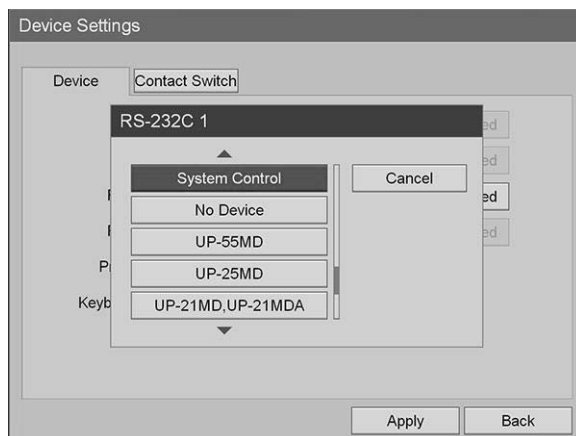 Device Settings
Device
Contact Switch
RS-232C 1
System Control
Cancel
No Device
UP-55MD
UP-25MD
UP-21MD,UP-21MDA
Keyb
Apply
Back